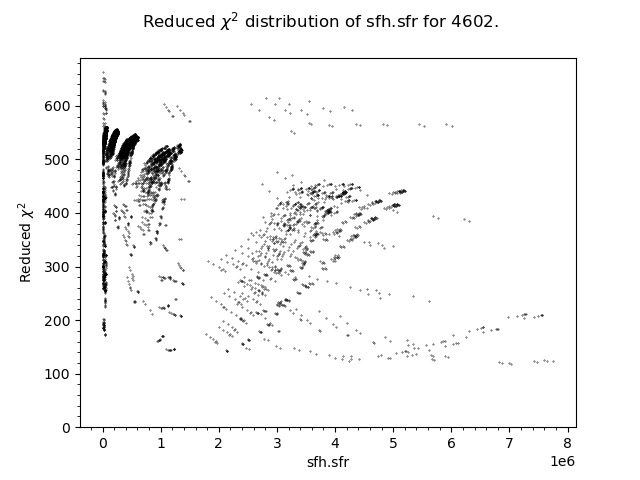 Reduced χ² distribution of sfh.sfr for 4602.
600
500
400
300
200
100
0
Reduced χ²
0 1 2 3 4 5 6 7 8
1e6
sfh.sfr